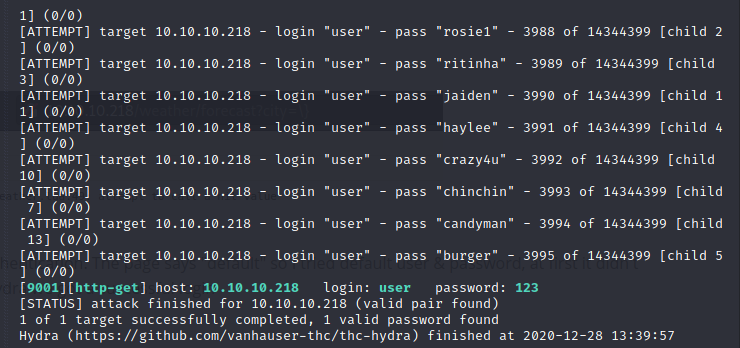 1] (0/0)
[ATTEMPT] target 10.10.10.218 - login "user" - pass "rosie1" - 3988 of 14344399 [child 2
] (0/0)
[ATTEMPT] target 10.10.10.218 - login "user" - pass "ritinha" - 3989 of 14344399 [child
3] (0/0)
[ATTEMPT] target 10.10.10.218 - login "user" - pass "jaiden" - 3990 of 14344399 [child 1
1] (0/0)
[ATTEMPT] target 10.10.10.218 - login "user" - pass "haylee" - 3991 of 14344399 [child 4
] (0/0)
[ATTEMPT] target 10.10.10.218 - login "user" - pass "crazy4u" - 3992 of 14344399 [child
10] (0/0)
[ATTEMPT] target 10.10.10.218 - login "user" - pass "chinchin" - 3993 of 14344399 [child
7] (0/0)
[ATTEMPT] target 10.10.10.218 - login "user" - pass "candyman" - 3994 of 14344399 [child
13] (0/0)
[ATTEMPT] target 10.10.10.218 - login "user" - pass "burger" - 3995 of 14344399 [child 5
] (0/0)
[9001][http-get] host: 10.10.10.218 login: user password: 123
[STATUS] attack finished for 10.10.10.218 (valid pair found)
1 of 1 target successfully completed, 1 valid password found
Hydra (https://github.com/vanhauser-thc/thc-hydra) finished at 2020-12-28 13:39:57